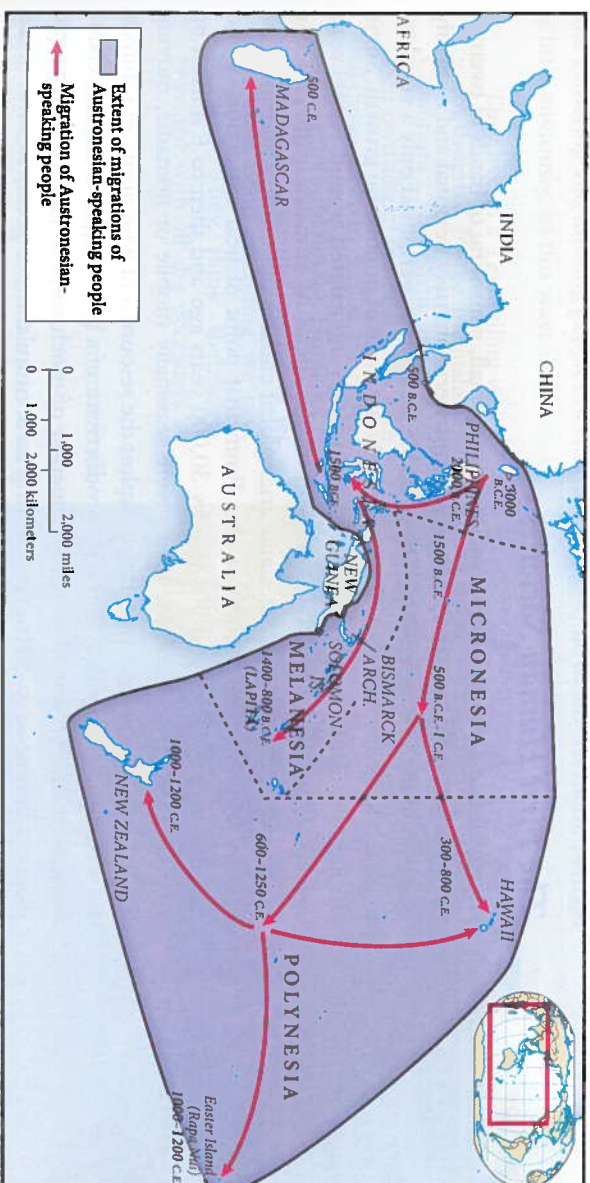 AFRICA
INDIA
CHINA
500 C.E.
MADAGASCAR
INDONESIA
500 B.C.E.
PHILIPPINES
3000
B.C.E.
2000 B.C.E.
1500 B.C.E.
1500 B.C.E.
MICRONESIA
500 B.C.E.–1 C.E.
NEW
GUINEA
BISMARCK
ARCH.
SOLOMON
IS.
MELANESIA
1400–800 B.C.E.
(LAPITA)
AUSTRALIA
HAWAII
300–800 C.E.
600–1250 C.E.
1000–1200 C.E.
NEW ZEALAND
POLYNESIA
Easter Island
(Rapa Nui)
1000–1200 C.E.
Extent of migrations of
Austronesian-speaking people
Migration of Austronesian-
speaking people
0 1,000 2,000 miles
0 1,000 2,000 kilometers